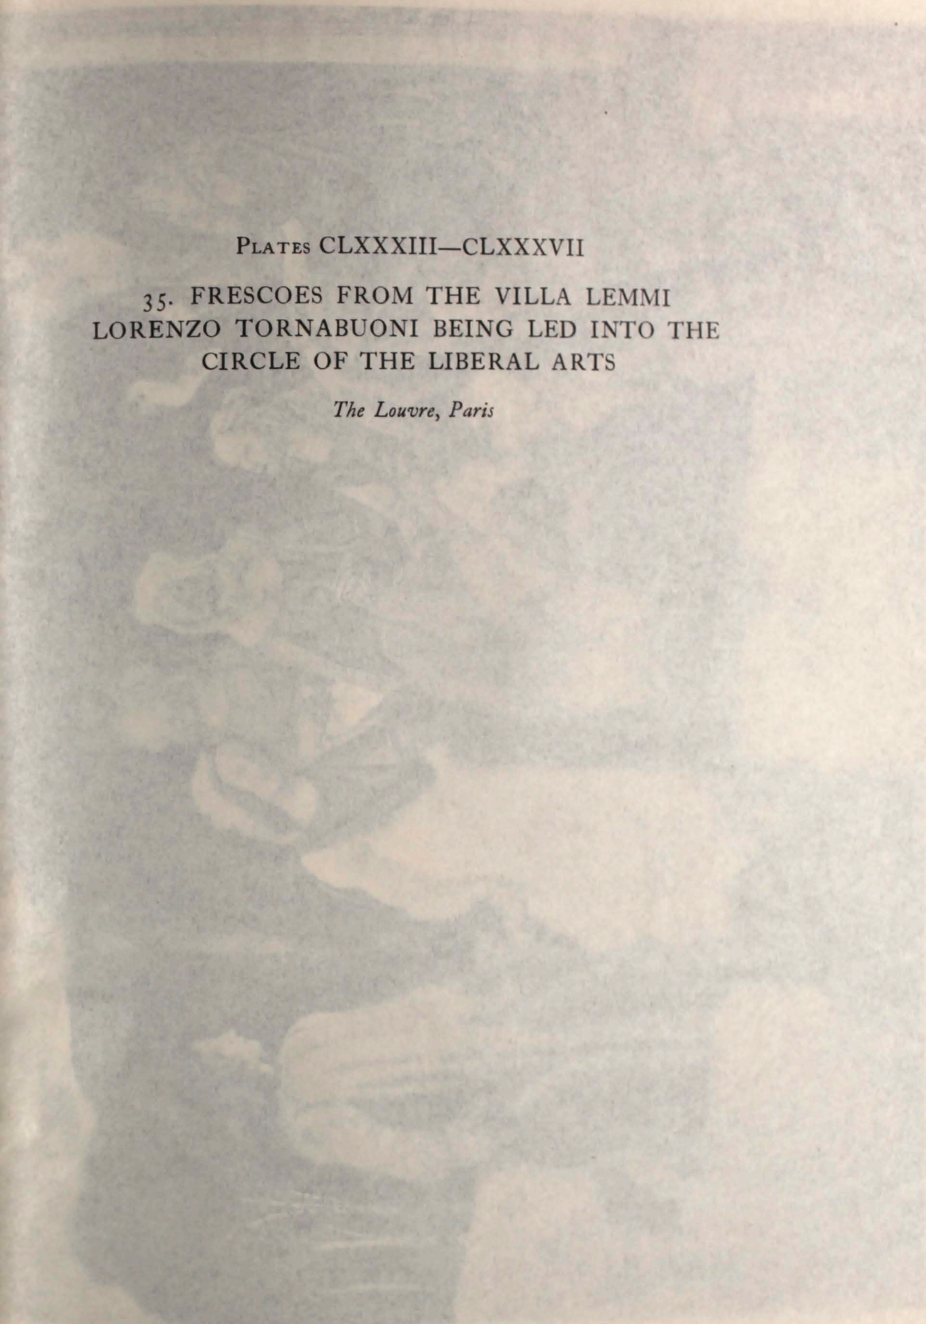 PLATES CLXXXIII—CLXXXVII
35. FRESCOES FROM THE VILLA LEMMI
LORENZO TORNABUONI BEING LED INTO THE
CIRCLE OF THE LIBERAL ARTS
The Louvre, Paris